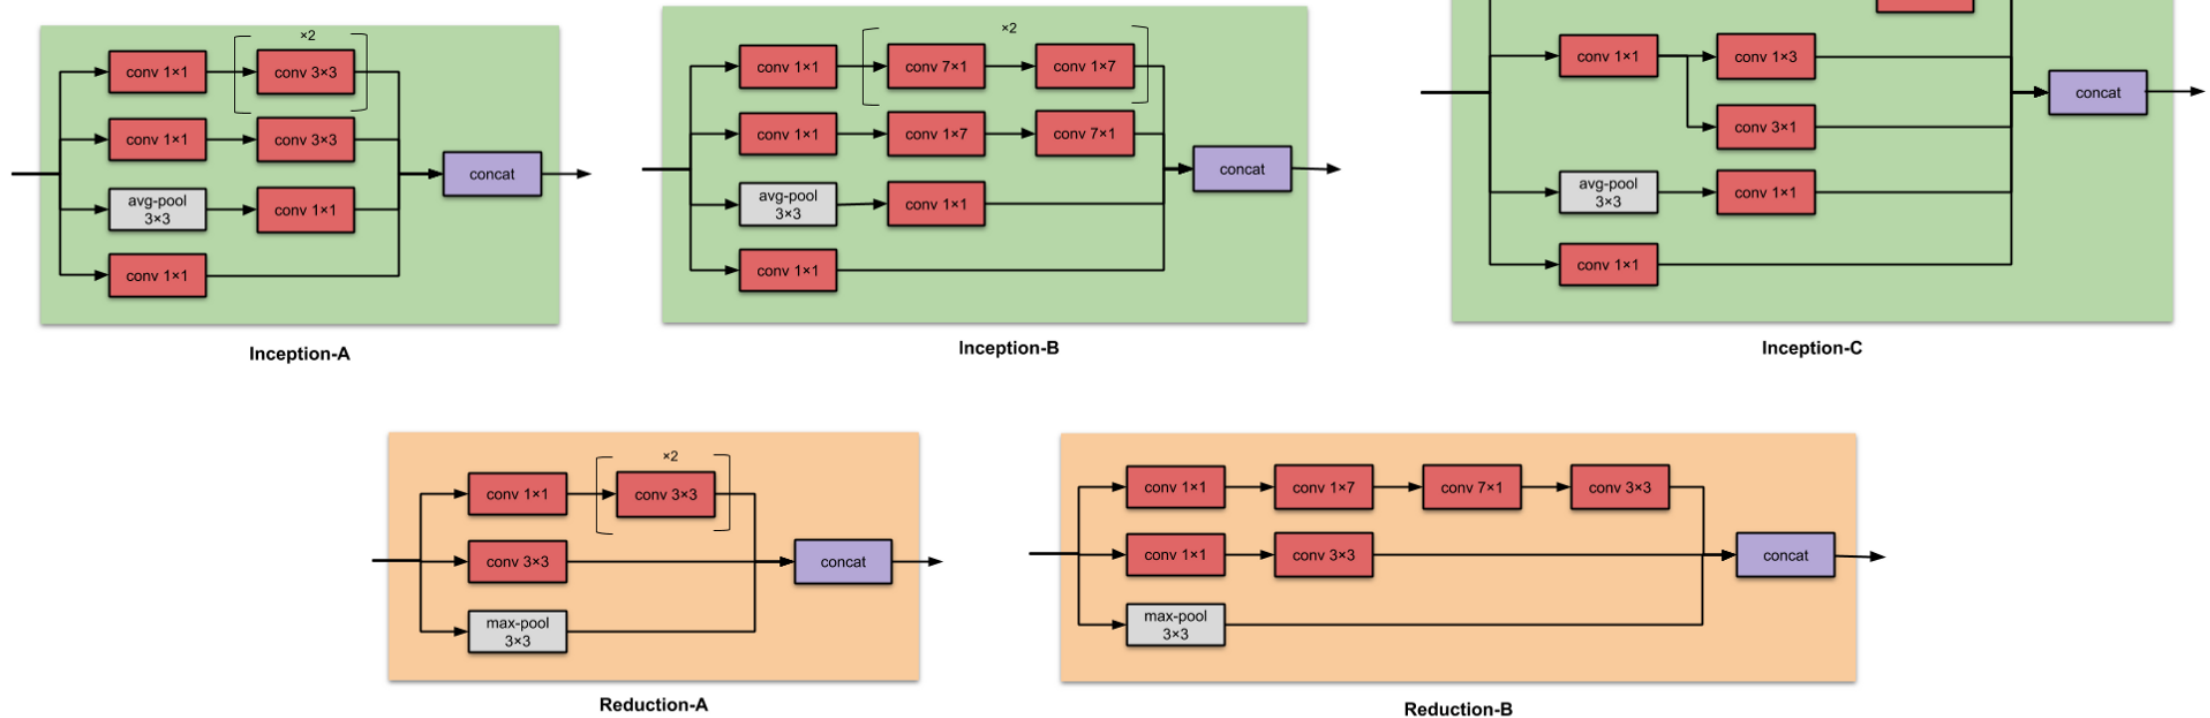 ×2
conv 1×1
conv 3×3
conv 1×1
conv 3×3
avg-pool
3×3
conv 1×1
conv 1×1
concat
Inception-A
×2
conv 1×1
conv 7×1
conv 1×7
conv 1×1
conv 1×7
conv 7×1
avg-pool
3×3
conv 1×1
conv 1×1
concat
Inception-B
conv 1×1
conv 1×3
conv 3×1
avg-pool
3×3
conv 1×1
conv 1×1
concat
Inception-C
×2
conv 1×1
conv 3×3
conv 3×3
max-pool
3×3
concat
Reduction-A
conv 1×1
conv 1×7
conv 7×1
conv 3×3
conv 1×1
conv 3×3
max-pool
3×3
concat
Reduction-B